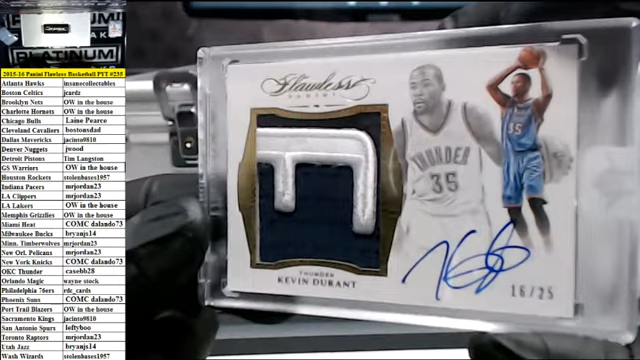 PLATINUM
2015-16 Panini Flawless Basketball PYT #235
Atlanta Hawks insanecollectables
Boston Celtics jcardz
Brooklyn Nets OW in the house
Charlotte Hornets OW in the house
Chicago Bulls Laine Pearce
Cleveland Cavaliers bostonsdad
Dallas Mavericks jacinto9810
Denver Nuggets jwood
Detroit Pistons Tim Langston
GS Warriors OW in the house
Houston Rockets stolenbases1957
Indiana Pacers mrjordan23
LA Clippers mrjordan23
LA Lakers OW in the house
Memphis Grizzlies OW in the house
Miami Heat COMC dalando73
Milwaukee Bucks bryanjs14
Minn. Timberwolves mrjordan23
New Orl. Pelicans mrjordan23
New York Knicks COMC dalando73
OKC Thunder casebb28
Orlando Magic wayne stock
Philadelphia 76ers rdc_cards
Phoenix Suns COMC dalando73
Port Trail Blazers OW in the house
Sacramento Kings jacinto9810
San Antonio Spurs leftyboo
Toronto Raptors mrjordan23
Utah Jazz bryanjs14
Wash Wizards stolenbases1957
PLATINUM
Flawless
PANINI
THUNDER
35
35
THUNDER
KEVIN DURANT
16/25